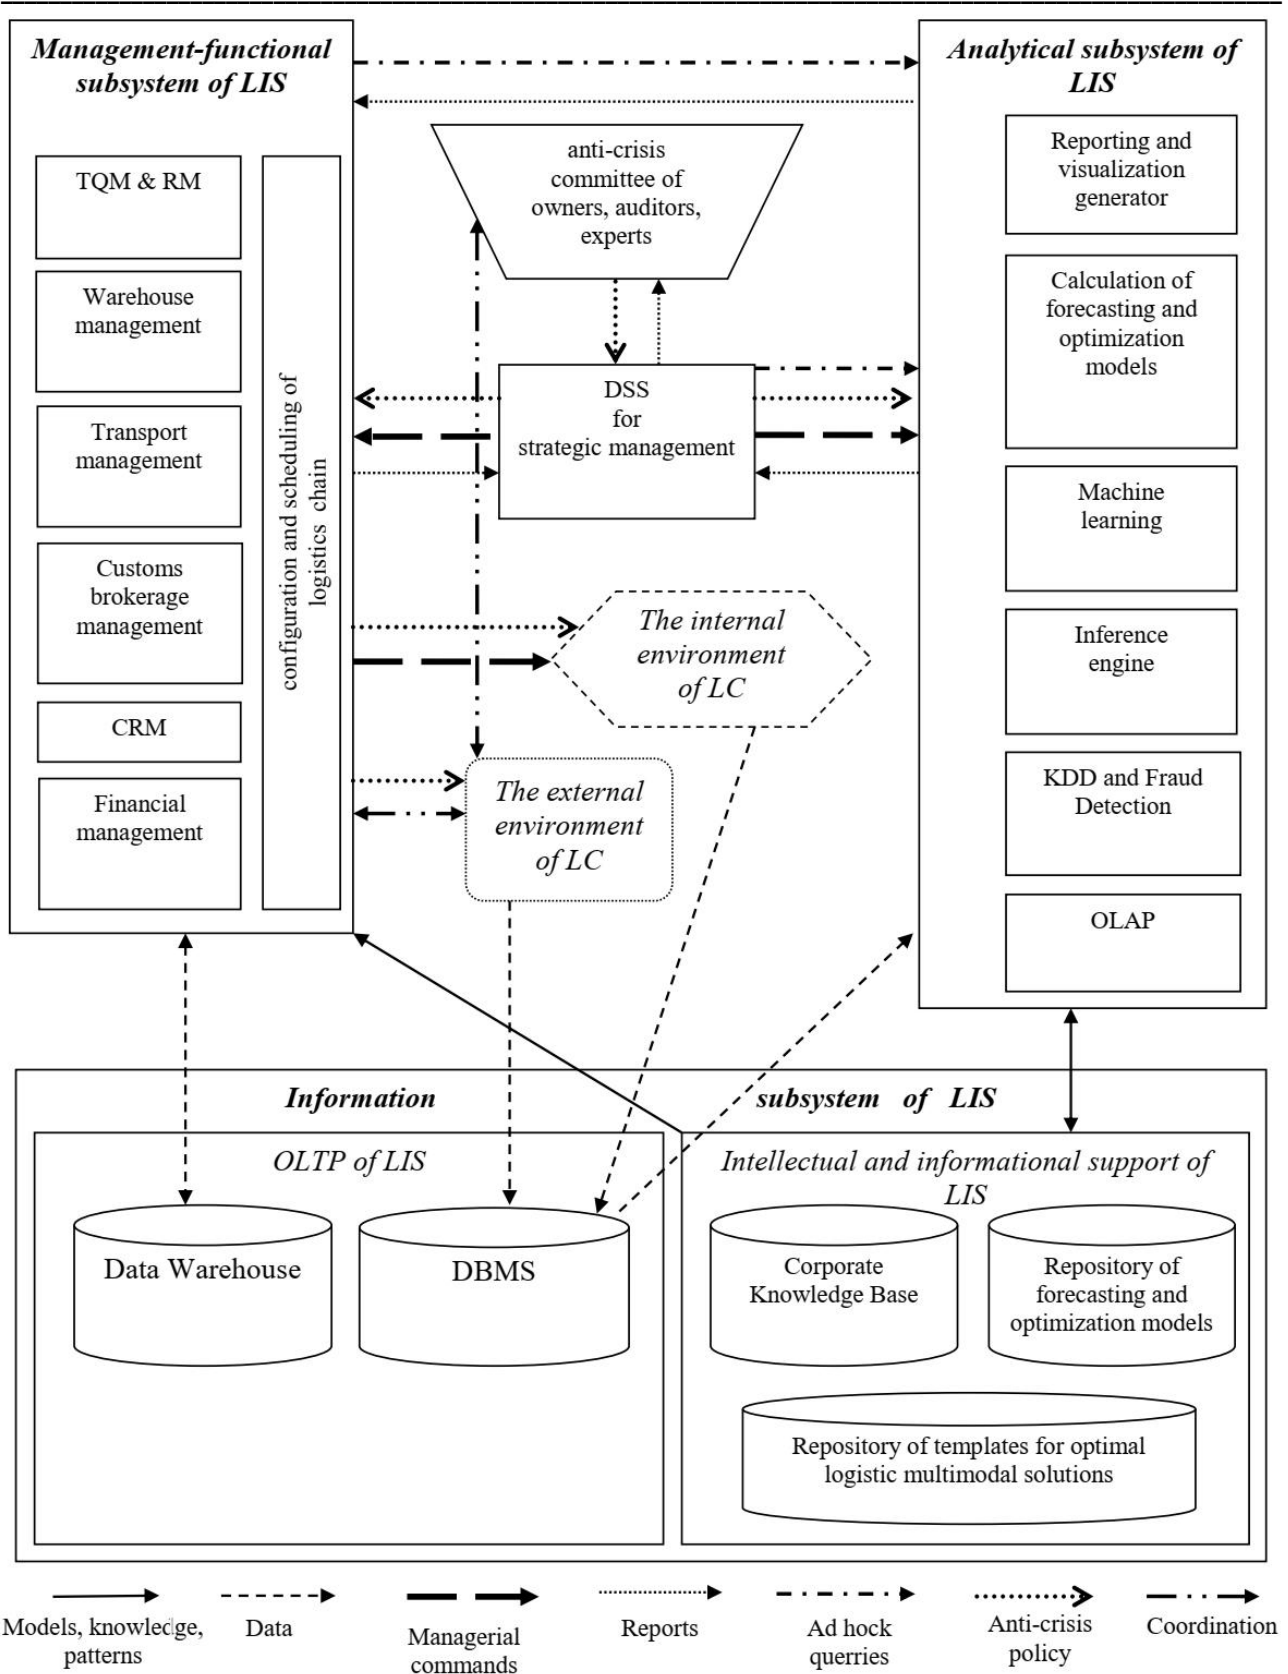 Management-functional
subsystem of LIS
TQM & RM
Warehouse
management
Transport
management
Customs
brokerage
management
CRM
Financial
management
configuration and scheduling of
logistics chain
anti-crisis
committee of
owners, auditors,
experts
DSS
for
strategic management
The internal
environment
of LC
The external
environment
of LC
Analytical subsystem of
LIS
Reporting and
visualization
generator
Calculation of
forecasting and
optimization
models
Machine
learning
Inference
engine
KDD and Fraud
Detection
OLAP
Information subsystem of LIS
OLTP of LIS
Data Warehouse
DBMS
Intellectual and informational support of
LIS
Corporate
Knowledge Base
Repository of
forecasting and
optimization models
Repository of templates for optimal
logistic multimodal solutions
Models, knowledge,
patterns
Data
Managerial
commands
Reports
Ad hock
querries
Anti-crisis
policy
Coordination